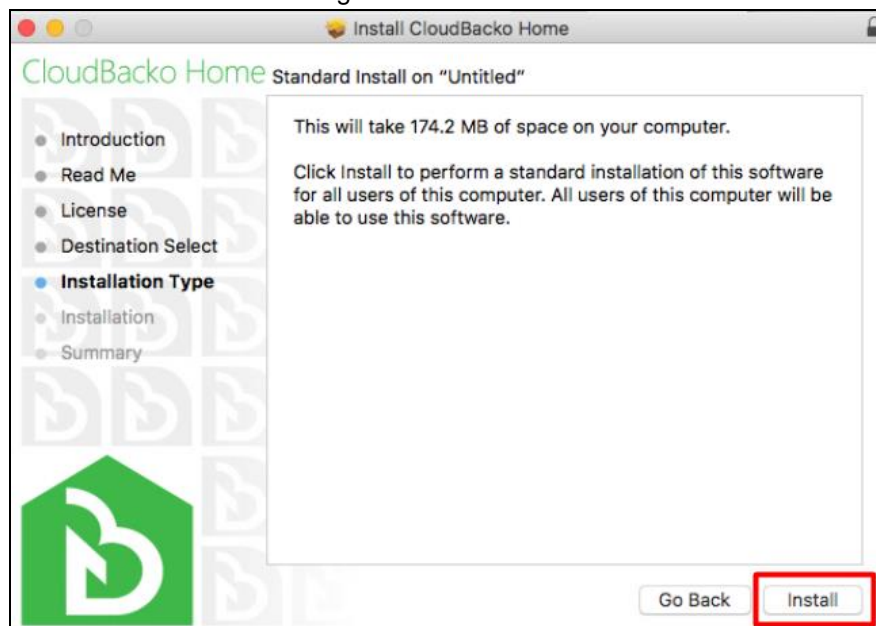 Install CloudBacko Home
CloudBacko Home
Standard Install on “Untitled”
Introduction
Read Me
License
Destination Select
Installation Type
Installation
Summary
This will take 174.2 MB of space on your computer.
Click Install to perform a standard installation of this software
for all users of this computer. All users of this computer will be
able to use this software.
Go Back
Install